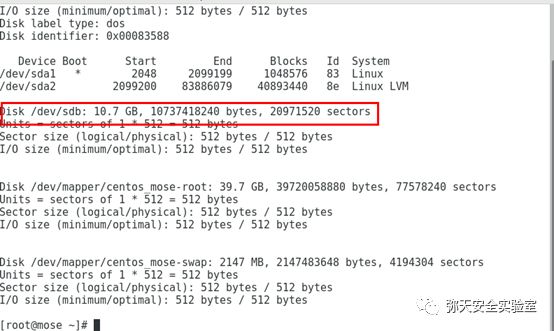 I/O size (minimum/optimal): 512 bytes / 512 bytes
Disk label type: dos
Disk identifier: 0x00083588
Device Boot Start End Blocks Id System
/dev/sda1 * 2048 2099199 1048576 83 Linux
/dev/sda2 2099200 83886079 40893440 8e Linux LVM
Disk /dev/sdb: 10.7 GB, 10737418240 bytes, 20971520 sectors
Units = sectors of 1 * 512 = 512 bytes
Sector size (logical/physical): 512 bytes / 512 bytes
I/O size (minimum/optimal): 512 bytes / 512 bytes
Disk /dev/mapper/centos_mose-root: 39.7 GB, 39720058880 bytes, 77578240 sectors
Units = sectors of 1 * 512 = 512 bytes
Sector size (logical/physical): 512 bytes / 512 bytes
I/O size (minimum/optimal): 512 bytes / 512 bytes
Disk /dev/mapper/centos_mose-swap: 2147 MB, 2147483648 bytes, 4194304 sectors
Units = sectors of 1 * 512 = 512 bytes
Sector size (logical/physical): 512 bytes / 512 bytes
I/O size (minimum/optimal): 512 bytes / 512 bytes
弥天安全实验室
[root@mose ~]#